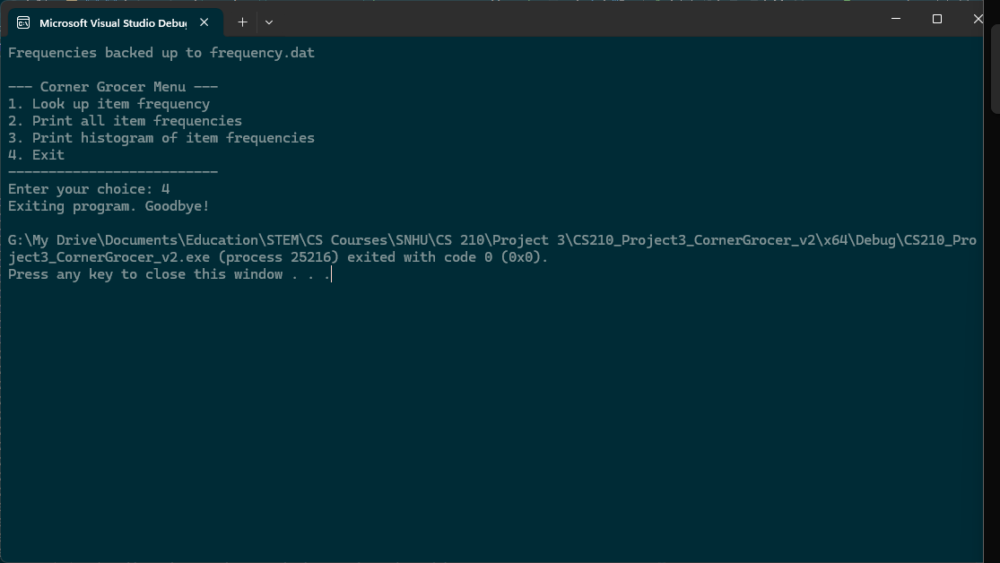 Microsoft Visual Studio Debug
Frequencies backed up to frequency.dat
--- Corner Grocer Menu ---
1. Look up item frequency
2. Print all item frequencies
3. Print histogram of item frequencies
4. Exit
--------------------------
Enter your choice: 4
Exiting program. Goodbye!
G:\My Drive\Documents\Education\STEM\CS Courses\SNHU\CS 210\Project 3\CS210_Project3_CornerGrocer_v2\x64\Debug\CS210_Pro
ject3_CornerGrocer_v2.exe (process 25216) exited with code 0 (0x0).
Press any key to close this window . . .